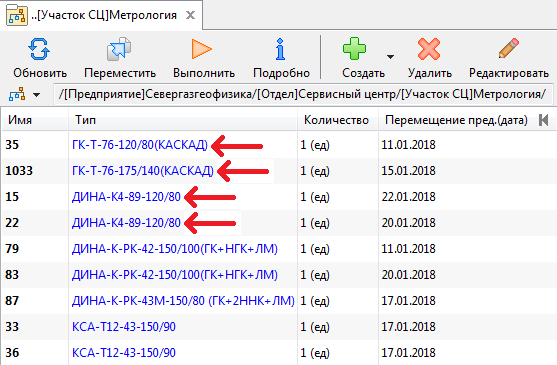 ..[Участок СЦ]Метрология
Обновить Переместить Выполнить Подробно Создать Удалить Редактировать
/[Предприятие]Севергазгеофизика/[Отдел]Сервисный центр/[Участок СЦ]Метрология/
Имя Тип Количество Перемещение пред.(дата)
35 ГК-Т-76-120/80(КАСКАД) 1 (ед) 11.01.2018
1033 ГК-Т-76-175/140(КАСКАД) 1 (ед) 15.01.2018
15 ДИНА-К4-89-120/80 1 (ед) 22.01.2018
22 ДИНА-К4-89-120/80 1 (ед) 20.01.2018
79 ДИНА-К-РК-42-150/100(ГК+НГК+ЛМ) 1 (ед) 11.01.2018
83 ДИНА-К-РК-42-150/100(ГК+НГК+ЛМ) 1 (ед) 20.01.2018
87 ДИНА-К-РК-43М-150/80 (ГК+2ННК+ЛМ) 1 (ед) 17.01.2018
33 КСА-Т12-43-150/90 1 (ед) 17.01.2018
36 КСА-Т12-43-150/90 1 (ед) 17.01.2018